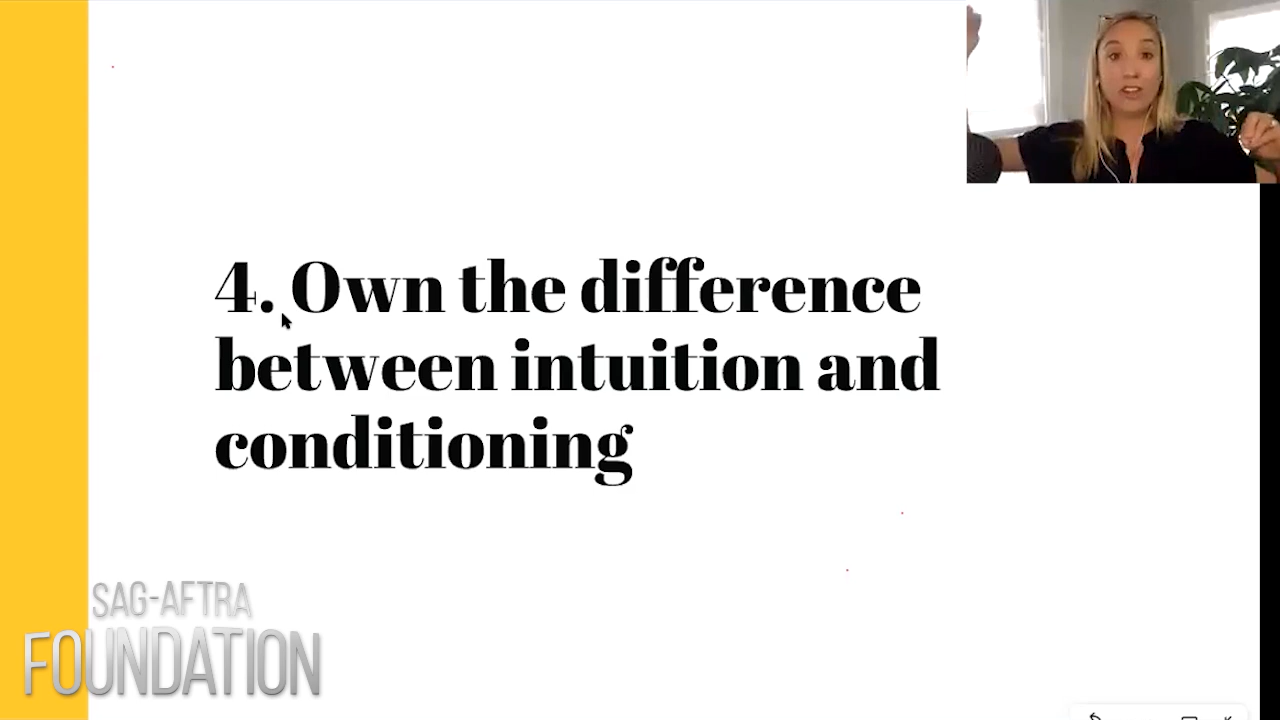 4. Own the difference
between intuition and
conditioning
SAG-AFTRA
FOUNDATION